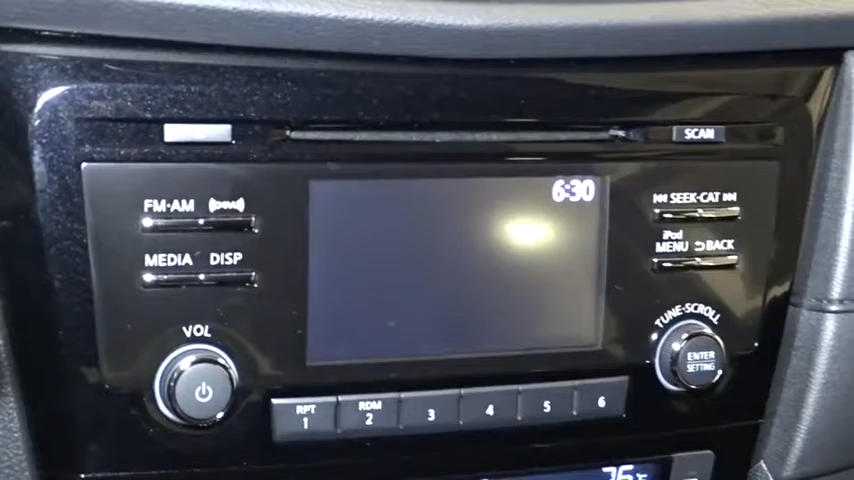 SCAN
6:30
FM·AM
SEEK·CAT
iPod
MENU BACK
MEDIA DISP
VOL
TUNE·SCROLL
ENTER
SETTING
RPT RDM
1 2 3 4 5 6